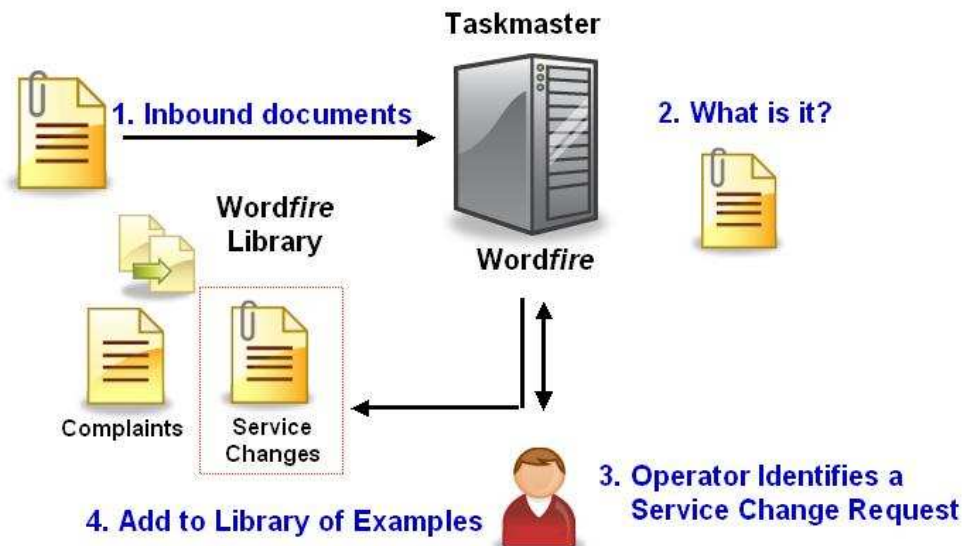 Taskmaster
1. Inbound documents
2. What is it?
Wordfire
Library
Wordfire
Complaints
Service
Changes
3. Operator Identifies a
Service Change Request
4. Add to Library of Examples